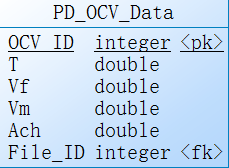 PD_OCV_Data
OCV_ID integer <pk>
T double
Vf double
Vm double
Ach double
File_ID integer <fk>